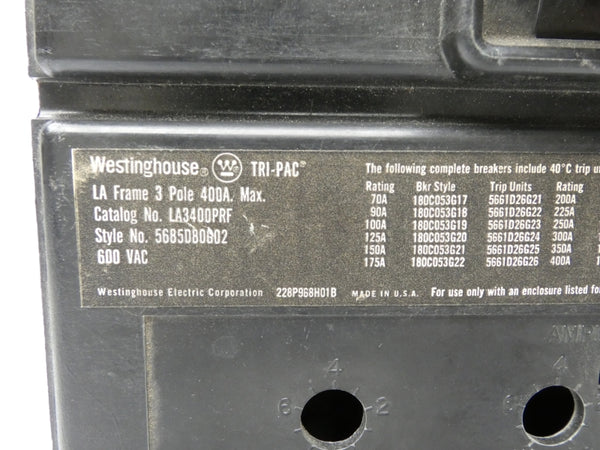 Westinghouse® W TRI-PAC®
LA Frame 3 Pole 400A. Max.
Catalog No. LA3400PRF
Style No. 5685D80G02
600 VAC
The following complete breakers include 40°C trip
Rating Bkr Style Trip Units Rating
70A 180C053G17 5661D26G21 200A
90A 180C053G18 5661D26G22 225A
100A 180C053G19 5661D26G23 250A
125A 180C053G20 5661D26G24 300A
150A 180C053G21 5661D26G25 350A
175A 180C053G22 5661D26G26 400A
Westinghouse Electric Corporation 228P968H01B MADE IN U.S.A. For use only with an enclosure listed for
4 4
6 2 6